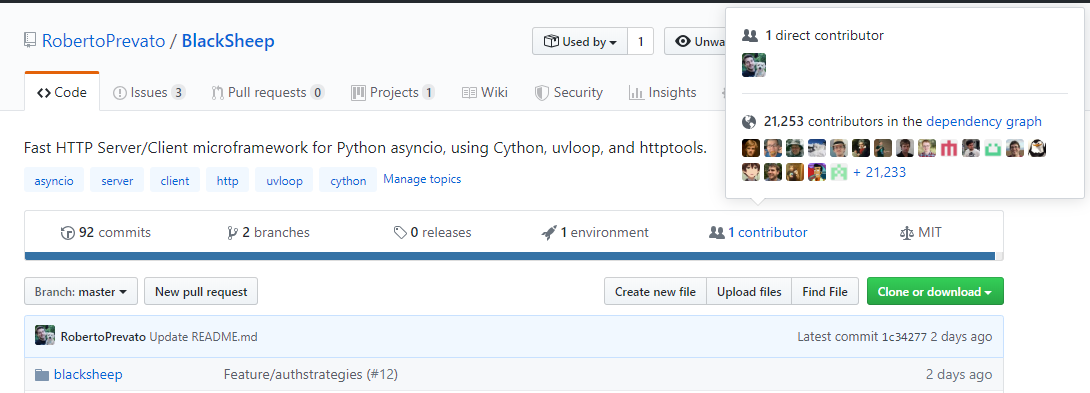 RobertoPrevato / BlackSheep
Used by 1
Unwa
1 direct contributor
21,253 contributors in the dependency graph
+ 21,233
Code Issues 3 Pull requests 0 Projects 1 Wiki Security Insights
Fast HTTP Server/Client microframework for Python asyncio, using Cython, uvloop, and httptools.
asyncio server client http uvloop cython Manage topics
92 commits 2 branches 0 releases 1 environment 1 contributor MIT
Branch: master New pull request Create new file Upload files Find File Clone or download
RobertoPrevato Update README.md Latest commit 1c34277 2 days ago
blacksheep Feature/authstrategies (#12) 2 days ago